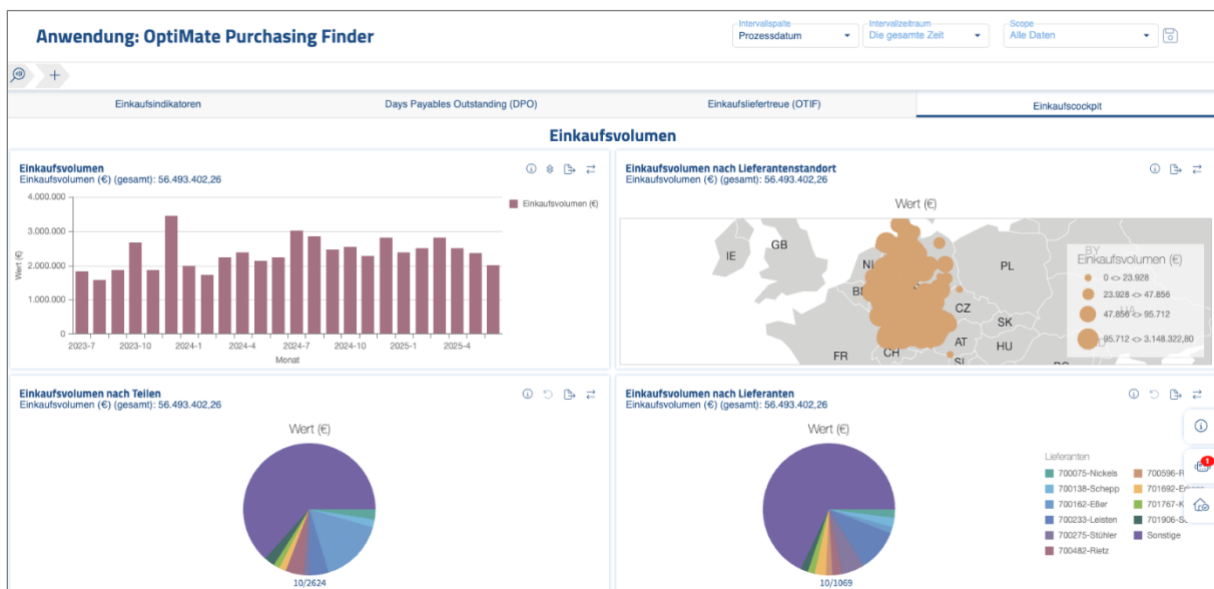 Anwendung: OptiMate Purchasing Finder
Intervallspalte
Prozessdatum
Intervallzeitraum
Die gesamte Zeit
Scope
Alle Daten
Einkaufsindikatoren
Days Payables Outstanding (DPO)
Einkaufsliefertreue (OTIF)
Einkaufscockpit
Einkaufsvolumen
Einkaufsvolumen
Einkaufsvolumen (€) (gesamt): 56.493.402,26
4.000.000
3.000.000
2.000.000
1.000.000
0
Wert (€)
2023-7
2023-10
2024-1
2024-4
2024-7
2024-10
2025-1
2025-4
Monat
Einkaufsvolumen (€)
Einkaufsvolumen nach Lieferantenstandort
Einkaufsvolumen (€) (gesamt): 56.493.402,26
Wert (€)
IE
GB
PL
BY
CZ
SK
AT
HU
FR
CH
Einkaufsvolumen (€)
0 <> 23.928
23.928 <> 47.856
47.856 <> 95.712
95.712 <> 3.148.322,80
Einkaufsvolumen nach Teilen
Einkaufsvolumen (€) (gesamt): 56.493.402,26
Wert (€)
10/2624
Einkaufsvolumen nach Lieferanten
Einkaufsvolumen (€) (gesamt): 56.493.402,26
Wert (€)
10/1069
Lieferanten
700075-Nickels
700138-Schepp
700162-Eßer
700233-Leisten
700275-Stühler
700482-Rietz
700596-R
701692-E
701767-K
701906-S
Sonstige
1